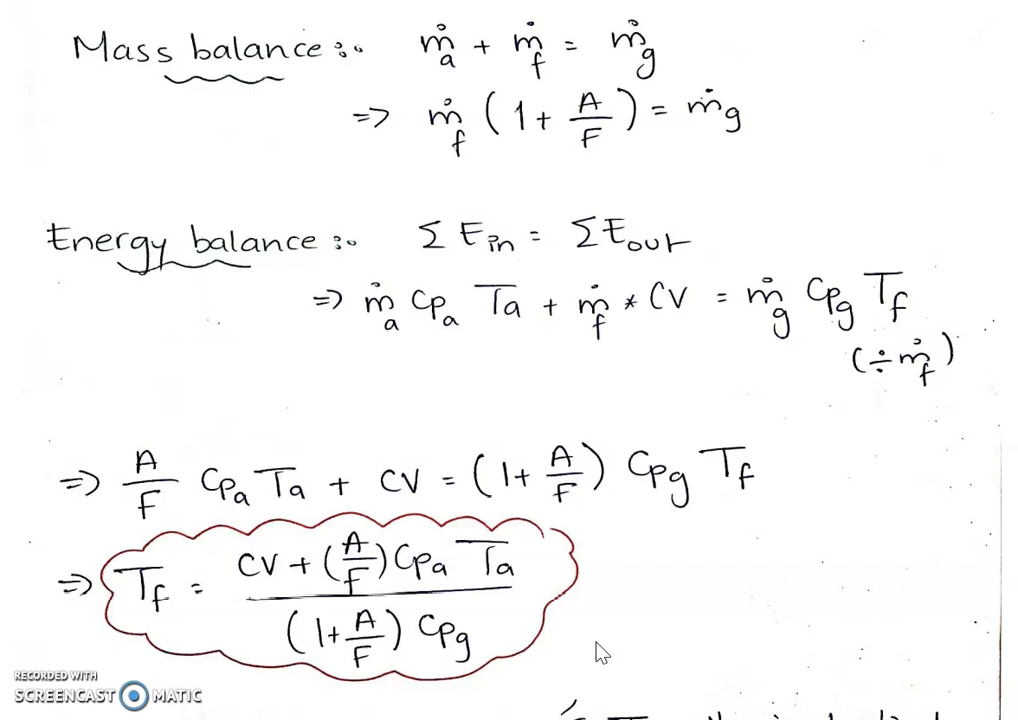 Mass balance :- ṁa + ṁf = ṁg
=> ṁf (1 + A/F) = ṁg
Energy balance :- Σ Ein = Σ Eout
=> ṁa Cpa Ta + ṁf * CV = ṁg Cpg Tf
(÷ ṁf)
=> A/F Cpa Ta + CV = (1 + A/F) Cpg Tf
=> Tf = CV + (A/F) Cpa Ta / (1 + A/F) Cpg
RECORDED WITH
SCREENCAST MATIC